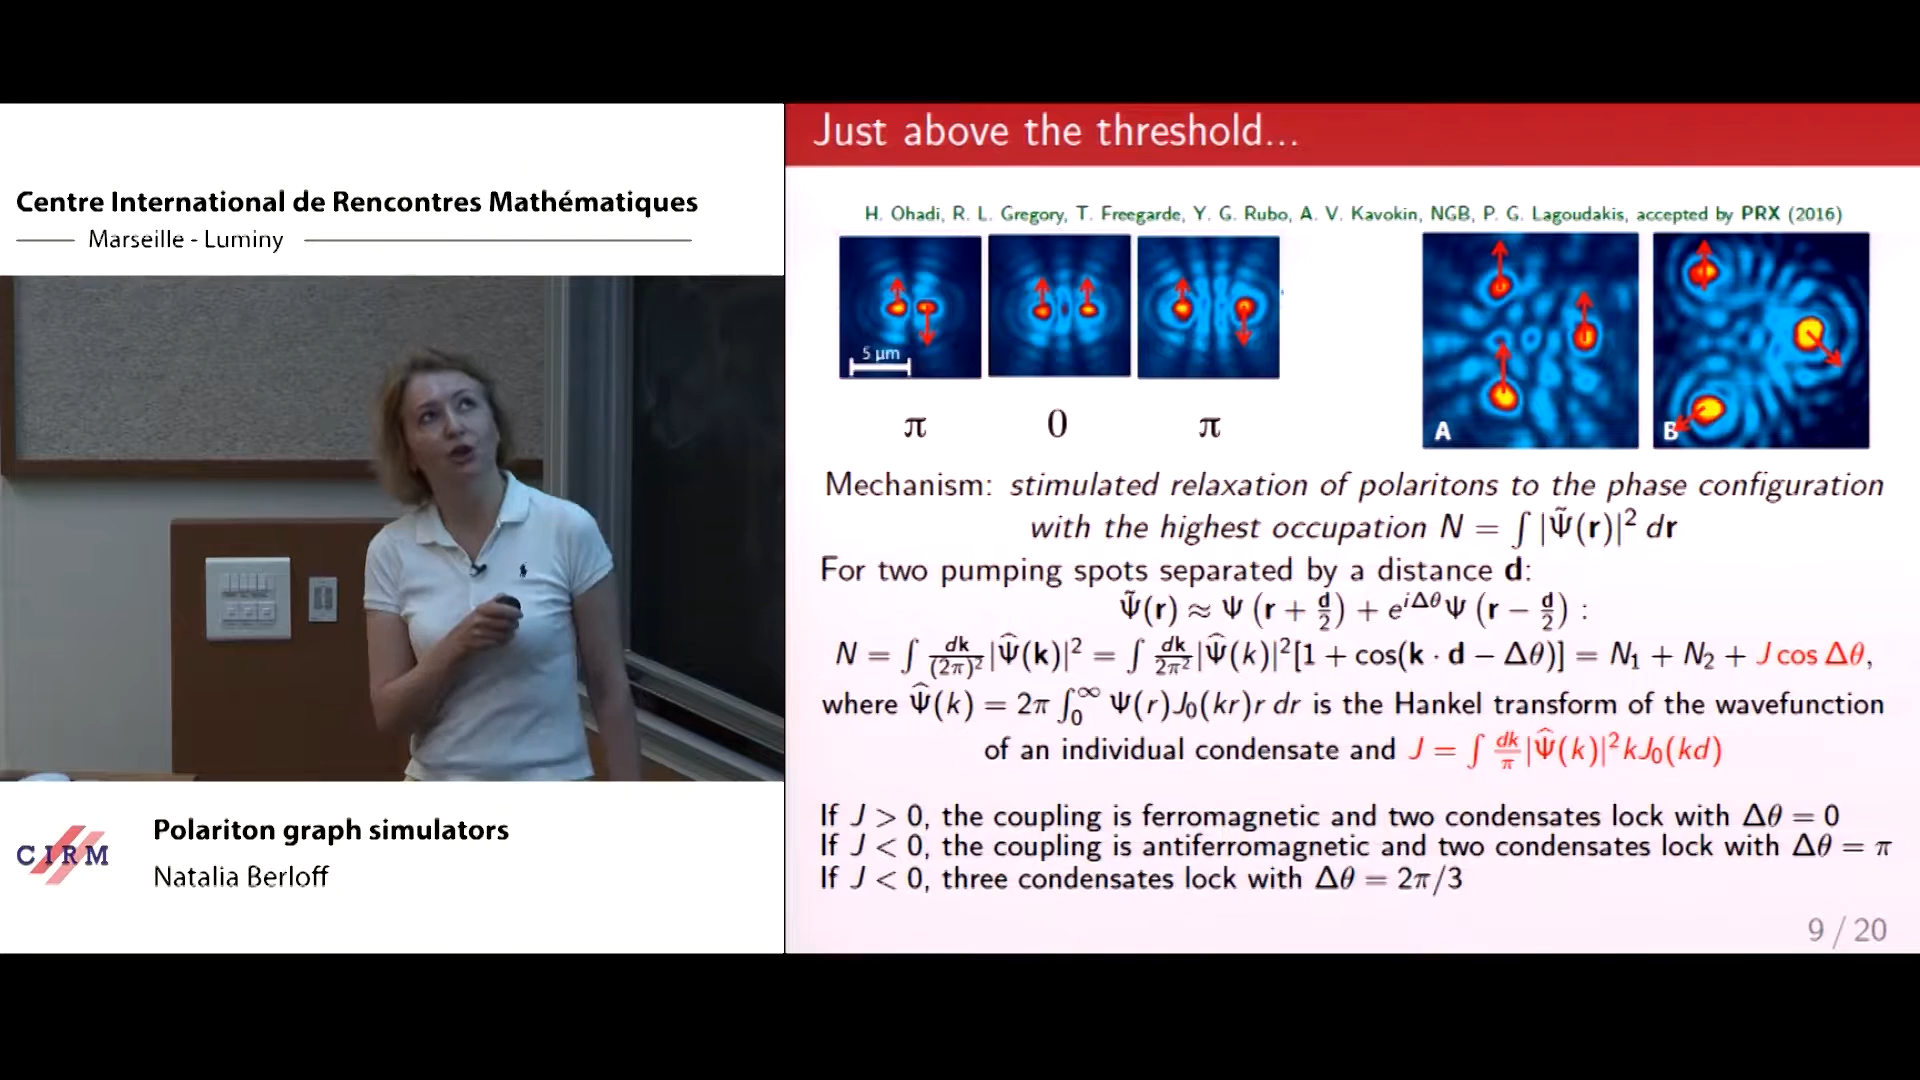 Centre International de Rencontres Mathématiques
Marseille - Luminy
CIRM
Polariton graph simulators
Natalia Berloff
Just above the threshold...
H. Ohadi, R. L. Gregory, T. Freegarde, Y. G. Rubo, A. V. Kavokin, NGB, P. G. Lagoudakis, accepted by PRX (2016)
5 μm
A
B
π 0 π
Mechanism: stimulated relaxation of polaritons to the phase configuration
with the highest occupation N = ∫ |Ψ̃(r)|² dr
For two pumping spots separated by a distance d:
Ψ̃(r) ≈ Ψ (r + d/2) + e^{iΔθ}Ψ (r − d/2) :
N = ∫ dk/(2π)² |Ψ̂(k)|² = ∫ dk/2π² |Ψ̂(k)|²[1 + cos(k · d − Δθ)] = N₁ + N₂ + J cos Δθ,
where Ψ̂(k) = 2π ∫₀^∞ Ψ(r)J₀(kr)r dr is the Hankel transform of the wavefunction
of an individual condensate and J = ∫ dk/π |Ψ̂(k)|²kJ₀(kd)
If J > 0, the coupling is ferromagnetic and two condensates lock with Δθ = 0
If J < 0, the coupling is antiferromagnetic and two condensates lock with Δθ = π
If J < 0, three condensates lock with Δθ = 2π/3
9 / 20